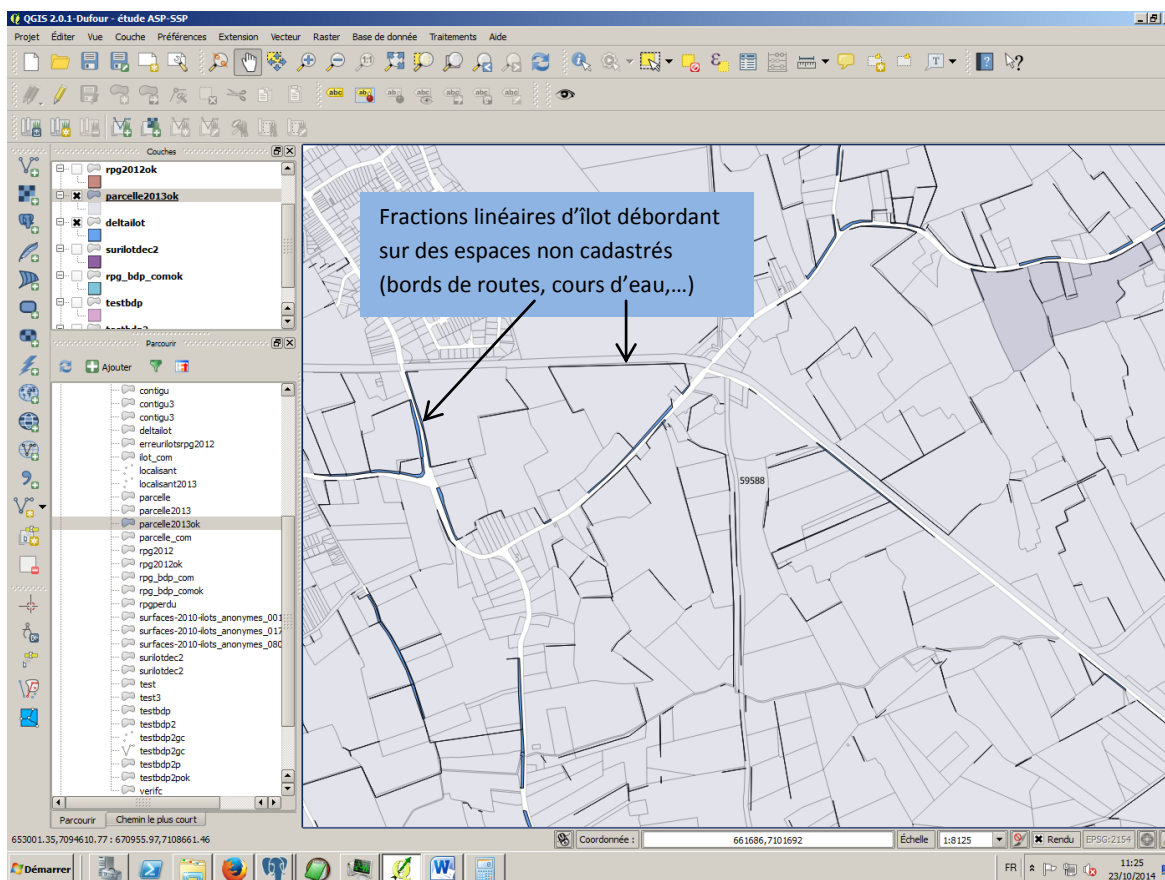 QGIS 2.0.1-Dufour - étude ASP-SSP
Projet Éditer Vue Couche Préférences Extension Vecteur Raster Base de donnée Traitements Aide
Couches
rpg2012ok
parcelle2013ok
deltailot
surilotdec2
rpg_bdp_comok
testbdp
Parcourir
Ajouter
contigu
contigu3
contigu3
deltailot
erreurilotsrpg2012
ilot_com
localisant
localisant2013
parcelle
parcelle2013
parcelle2013ok
parcelle_com
rpg2012
rpg2012ok
rpg_bdp_com
rpg_bdp_comok
rpgperdu
surfaces-2010-ilots_anonymes_001
surfaces-2010-ilots_anonymes_017
surfaces-2010-ilots_anonymes_080
surilotdec2
surilotdec2
test
test3
testbdp
testbdp2
testbdp2gc
testbdp2gc
testbdp2p
testbdp2pok
verifc
Parcourir Chemin le plus court
Fractions linéaires d'îlot débordant
sur des espaces non cadastrés
(bords de routes, cours d'eau,...)
59588
653001.35,7094610.77 : 670955.97,7108661.46
Coordonnée : 661686,7101692 Échelle 1:8125 Rendu EPSG:2154
Démarrer
FR
11:25
23/10/2014